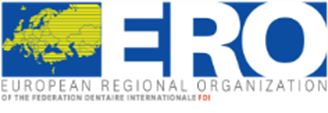 ERO
EUROPEAN REGIONAL ORGANIZATION
OF THE FEDERATION DENTAIRE INTERNATIONALE FDI